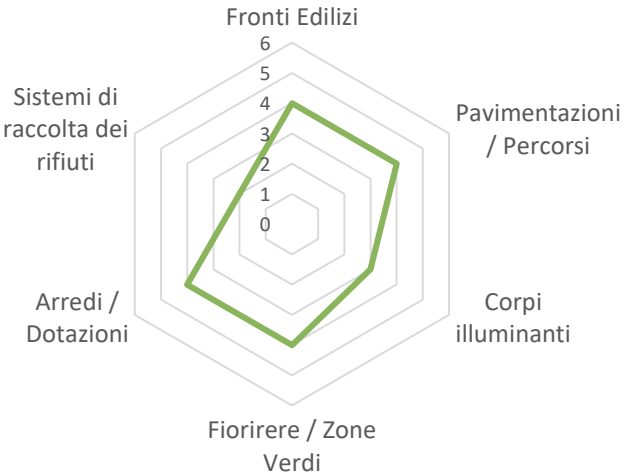 Fronti Edilizi
6
5
4
3
2
1
0
Pavimentazioni
/ Percorsi
Corpi
illuminanti
Fiorirere / Zone
Verdi
Arredi /
Dotazioni
Sistemi di
raccolta dei
rifiuti